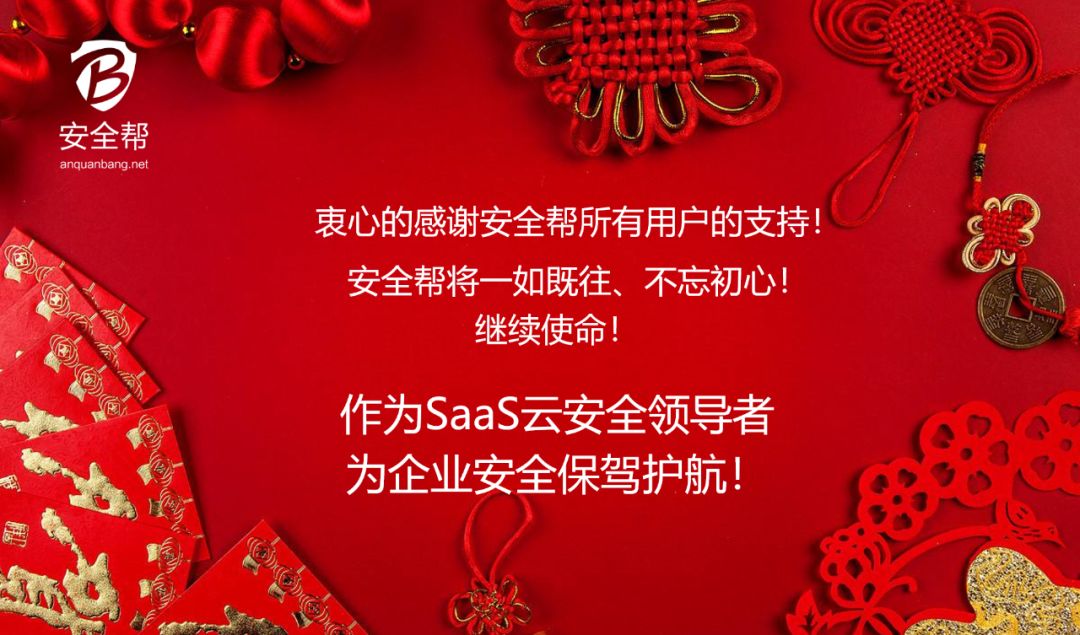 B
安全帮
anquanbang.net
衷心的感谢安全帮所有用户的支持!
安全帮将一如既往、不忘初心!
继续使命!
作为SaaS云安全领导者
为企业安全保驾护航!